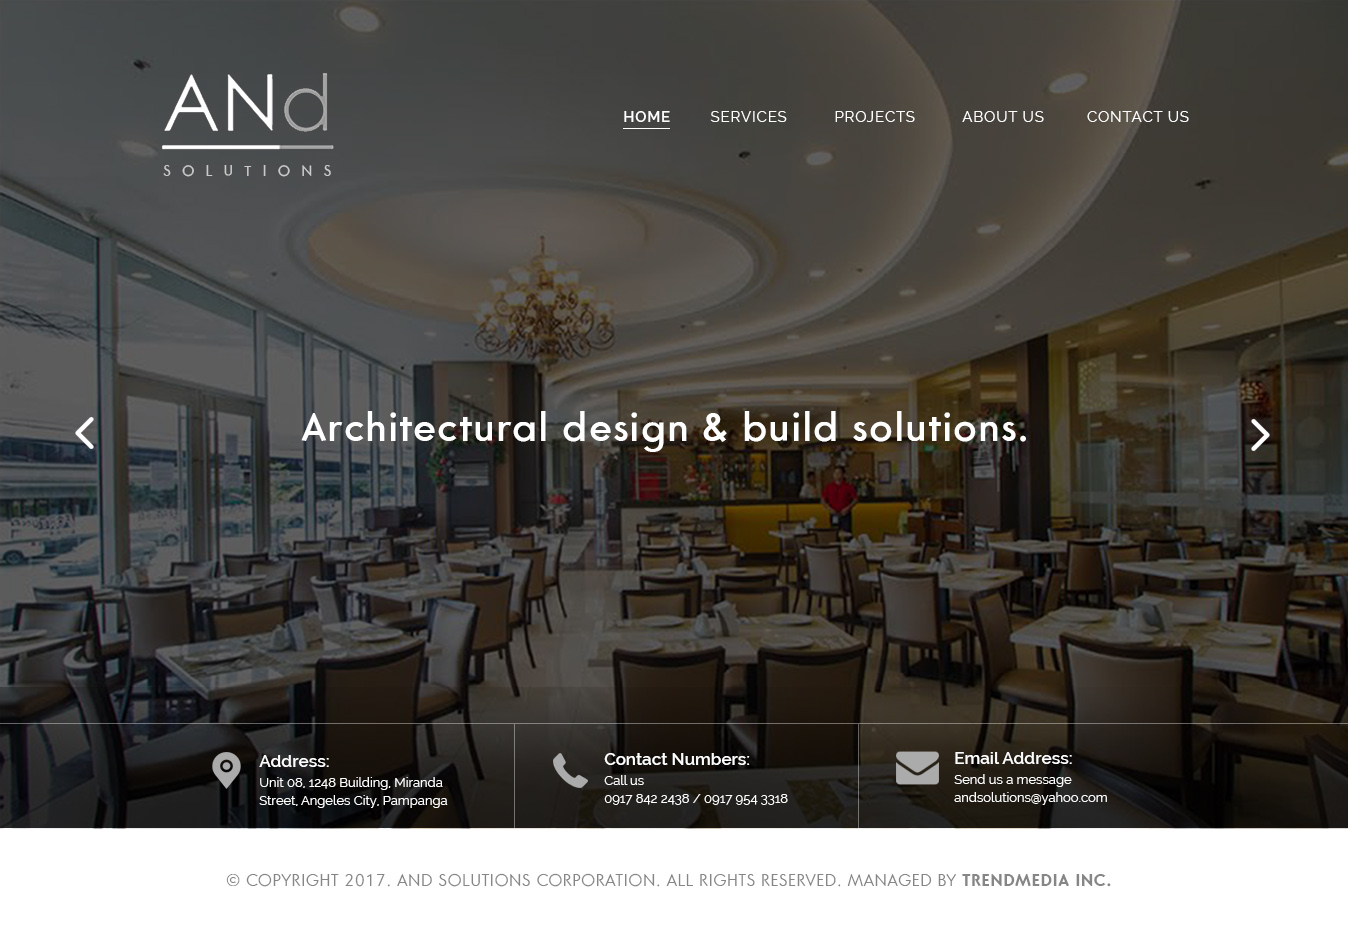 ANd
SOLUTIONS
HOME SERVICES PROJECTS ABOUT US CONTACT US
Architectural design & build solutions.
Address:
Unit 08, 1248 Building, Miranda
Street, Angeles City, Pampanga
Contact Numbers:
Call us
0917 842 2438 / 0917 954 3318
Email Address:
Send us a message
andsolutions@yahoo.com
© COPYRIGHT 2017. AND SOLUTIONS CORPORATION. ALL RIGHTS RESERVED. MANAGED BY TRENDMEDIA INC.